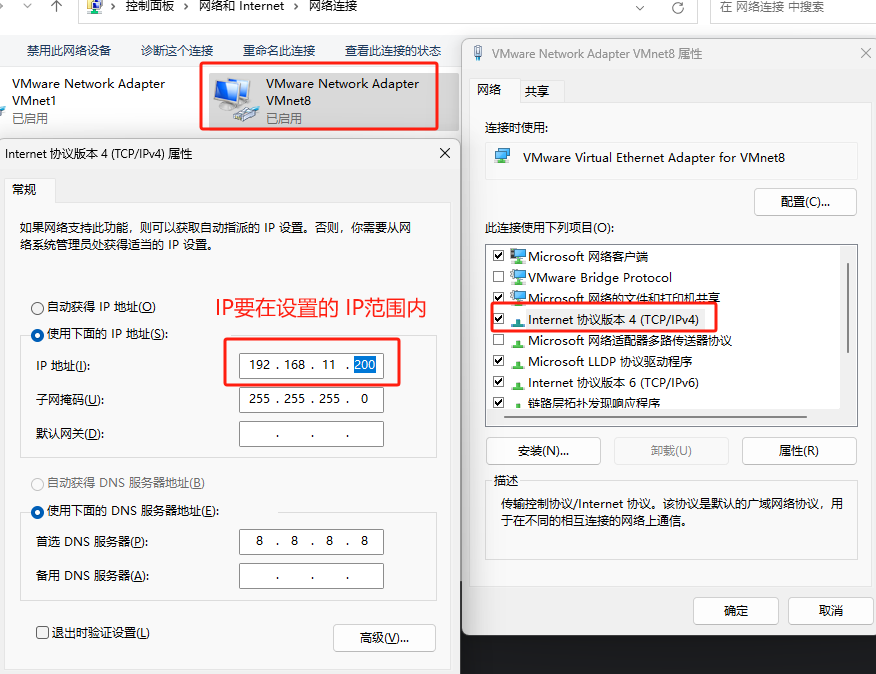 控制面板 › 网络和 Internet › 网络连接
在 网络连接 中搜索
禁用此网络设备 诊断这个连接 重命名此连接 查看此连接的状态
VMware Network Adapter
VMnet1
已启用
VMware Network Adapter
VMnet8
已启用
Internet 协议版本 4 (TCP/IPv4) 属性
常规
如果网络支持此功能，则可以获取自动指派的 IP 设置。否则，你需要从网
络系统管理员处获得适当的 IP 设置。
自动获得 IP 地址(O)
IP要在设置的 IP范围内
使用下面的 IP 地址(S):
IP 地址(I): 192 . 168 . 11 . 200
子网掩码(U): 255 . 255 . 255 . 0
默认网关(D): . . .
自动获得 DNS 服务器地址(B)
使用下面的 DNS 服务器地址(E):
首选 DNS 服务器(P): 8 . 8 . 8 . 8
备用 DNS 服务器(A): . . .
退出时验证设置(L)
高级(V)...
VMware Network Adapter VMnet8 属性
网络 共享
连接时使用:
VMware Virtual Ethernet Adapter for VMnet8
配置(C)...
此连接使用下列项目(O):
Microsoft 网络客户端
VMware Bridge Protocol
Microsoft 网络的文件和打印机共享
Internet 协议版本 4 (TCP/IPv4)
Microsoft 网络适配器多路传送器协议
Microsoft LLDP 协议驱动程序
Internet 协议版本 6 (TCP/IPv6)
链路层拓扑发现响应程序
安装(N)... 卸载(U) 属性(R)
描述
传输控制协议/Internet 协议。该协议是默认的广域网络协议，用
于在不同的相互连接的网络上通信。
确定 取消